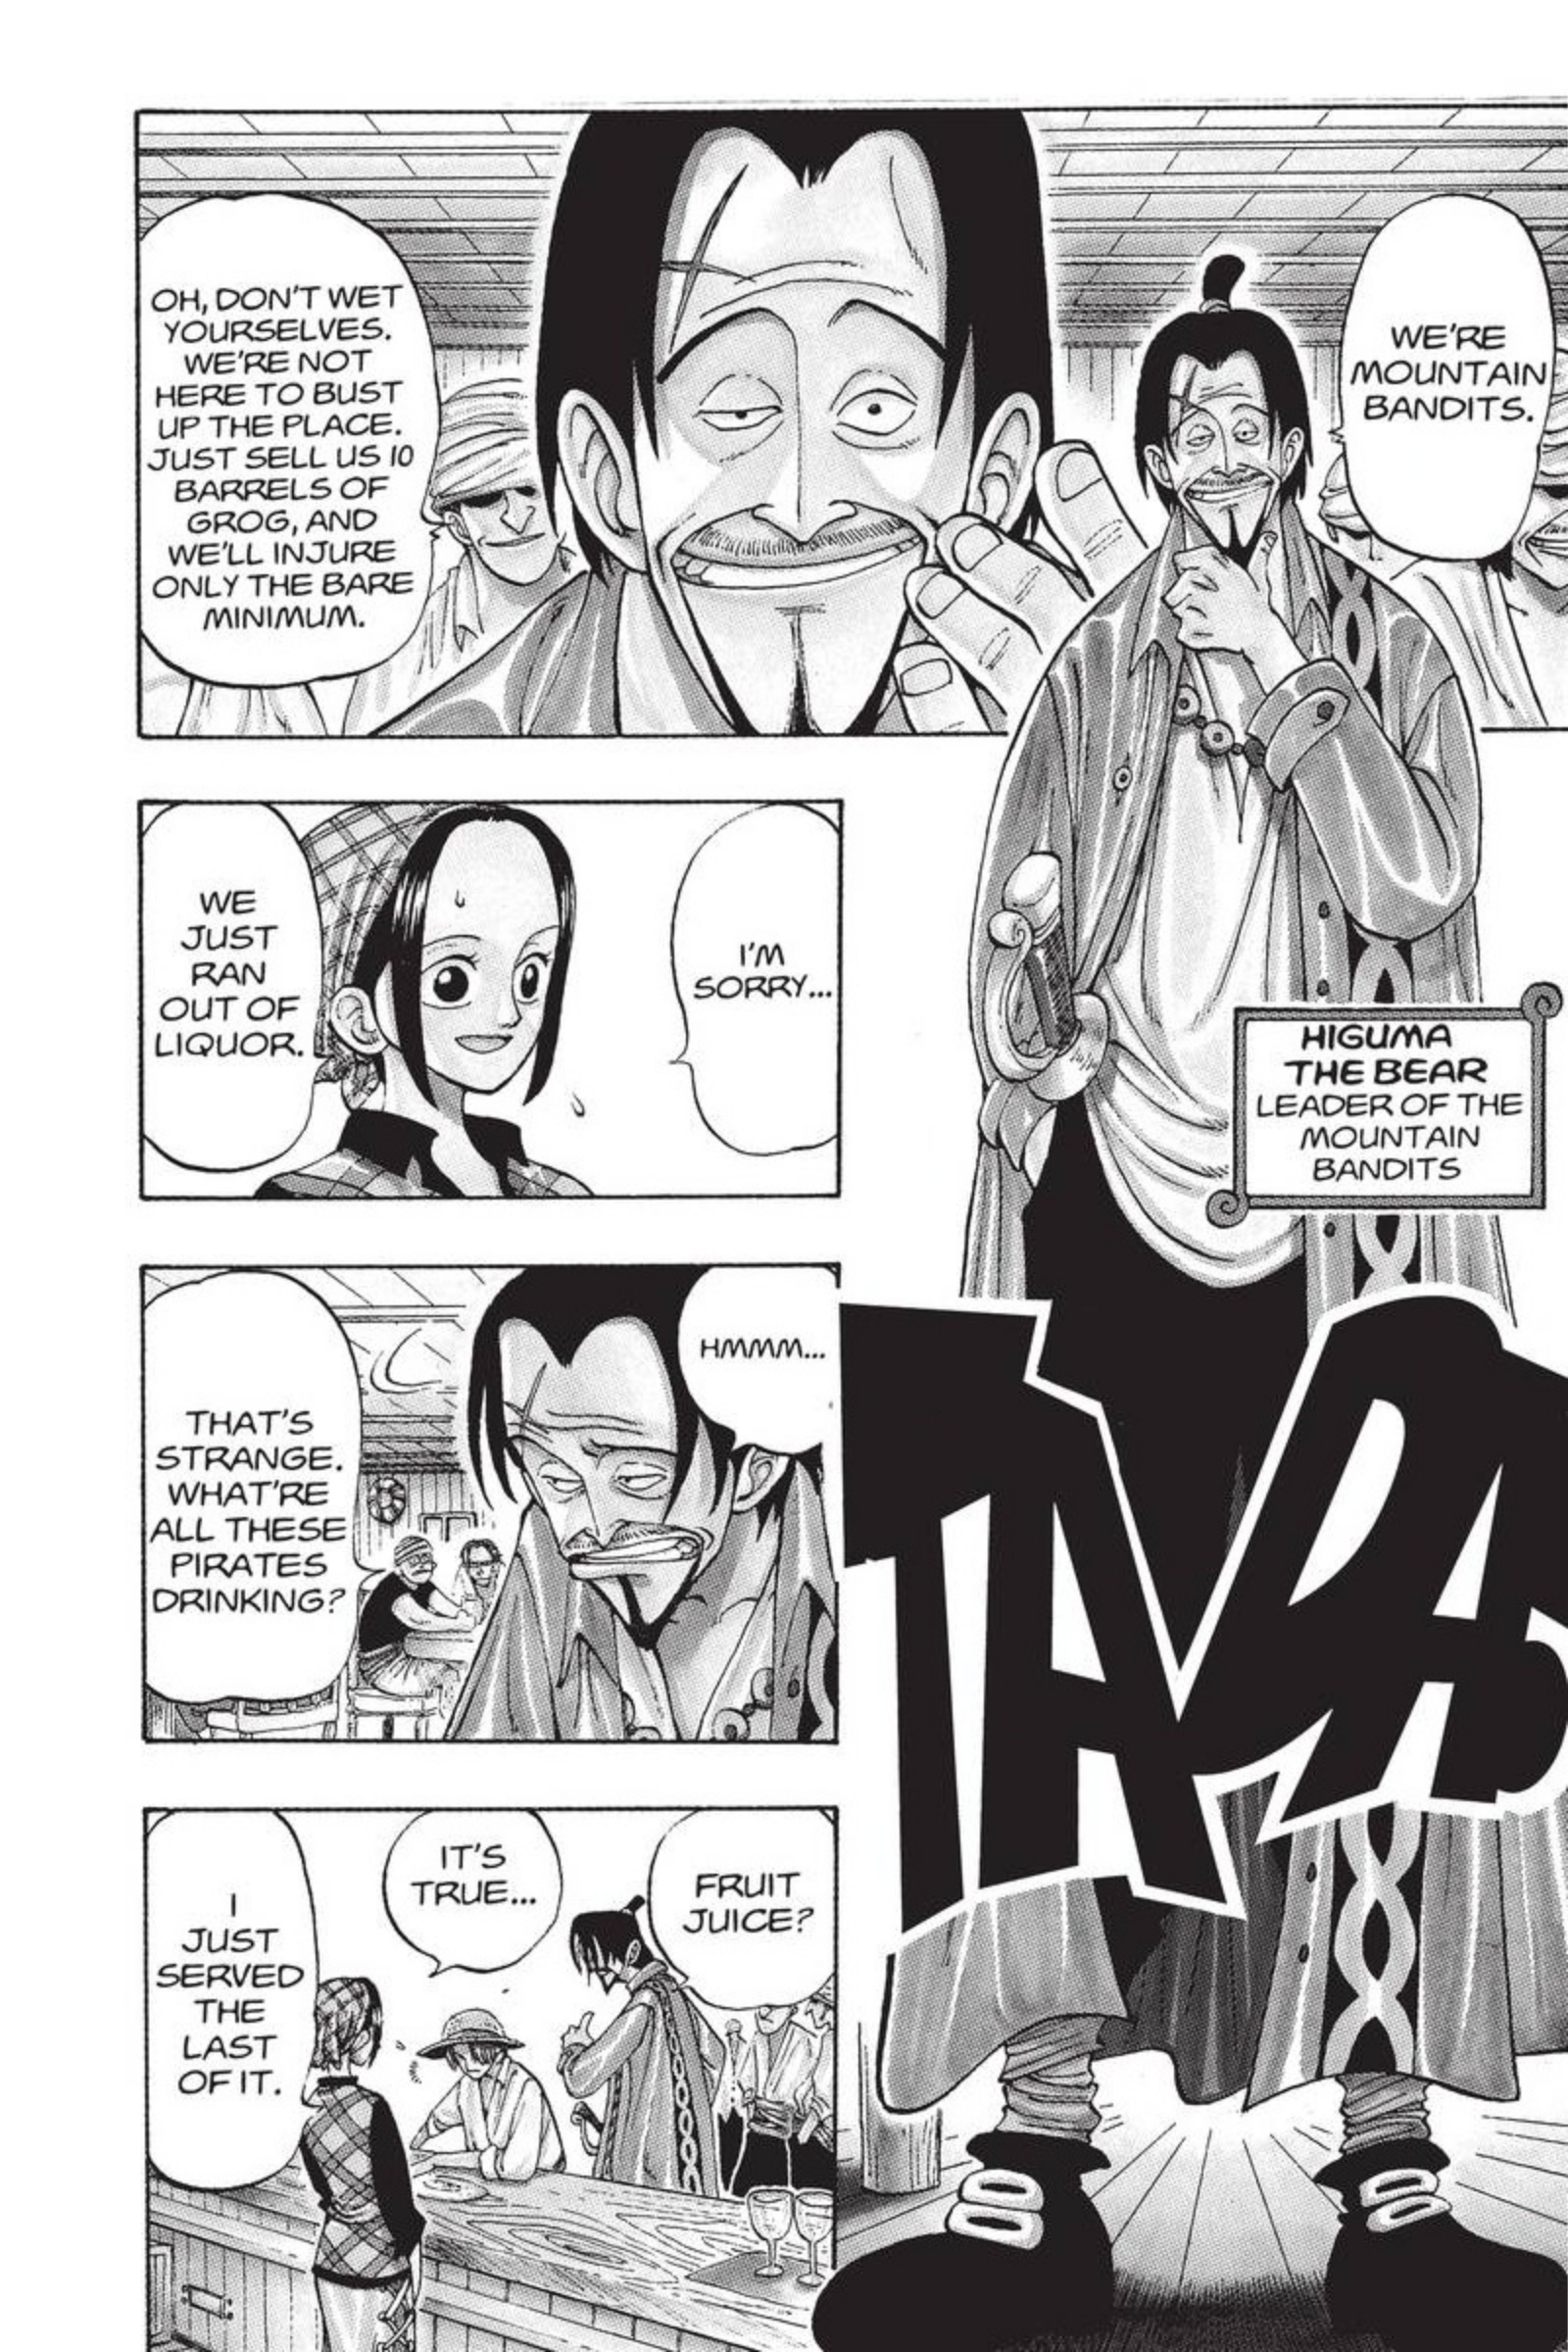 WE'RE
MOUNTAIN
BANDITS.
OH, DON'T WET
YOURSELVES.
WE'RE NOT
HERE TO BUST
UP THE PLACE.
JUST SELL US 10
BARRELS OF
GROG, AND
WE'LL INJURE
ONLY THE BARE
MINIMUM.
HIGUMA
THE BEAR
LEADER OF THE
MOUNTAIN
BANDITS
TADA
I'M
SORRY...
WE
JUST
RAN
OUT OF
LIQUOR.
HMMM...
THAT'S
STRANGE.
WHAT'RE
ALL THESE
PIRATES
DRINKING?
FRUIT
JUICE?
IT'S
TRUE...
I
JUST
SERVED
THE
LAST
OF IT.